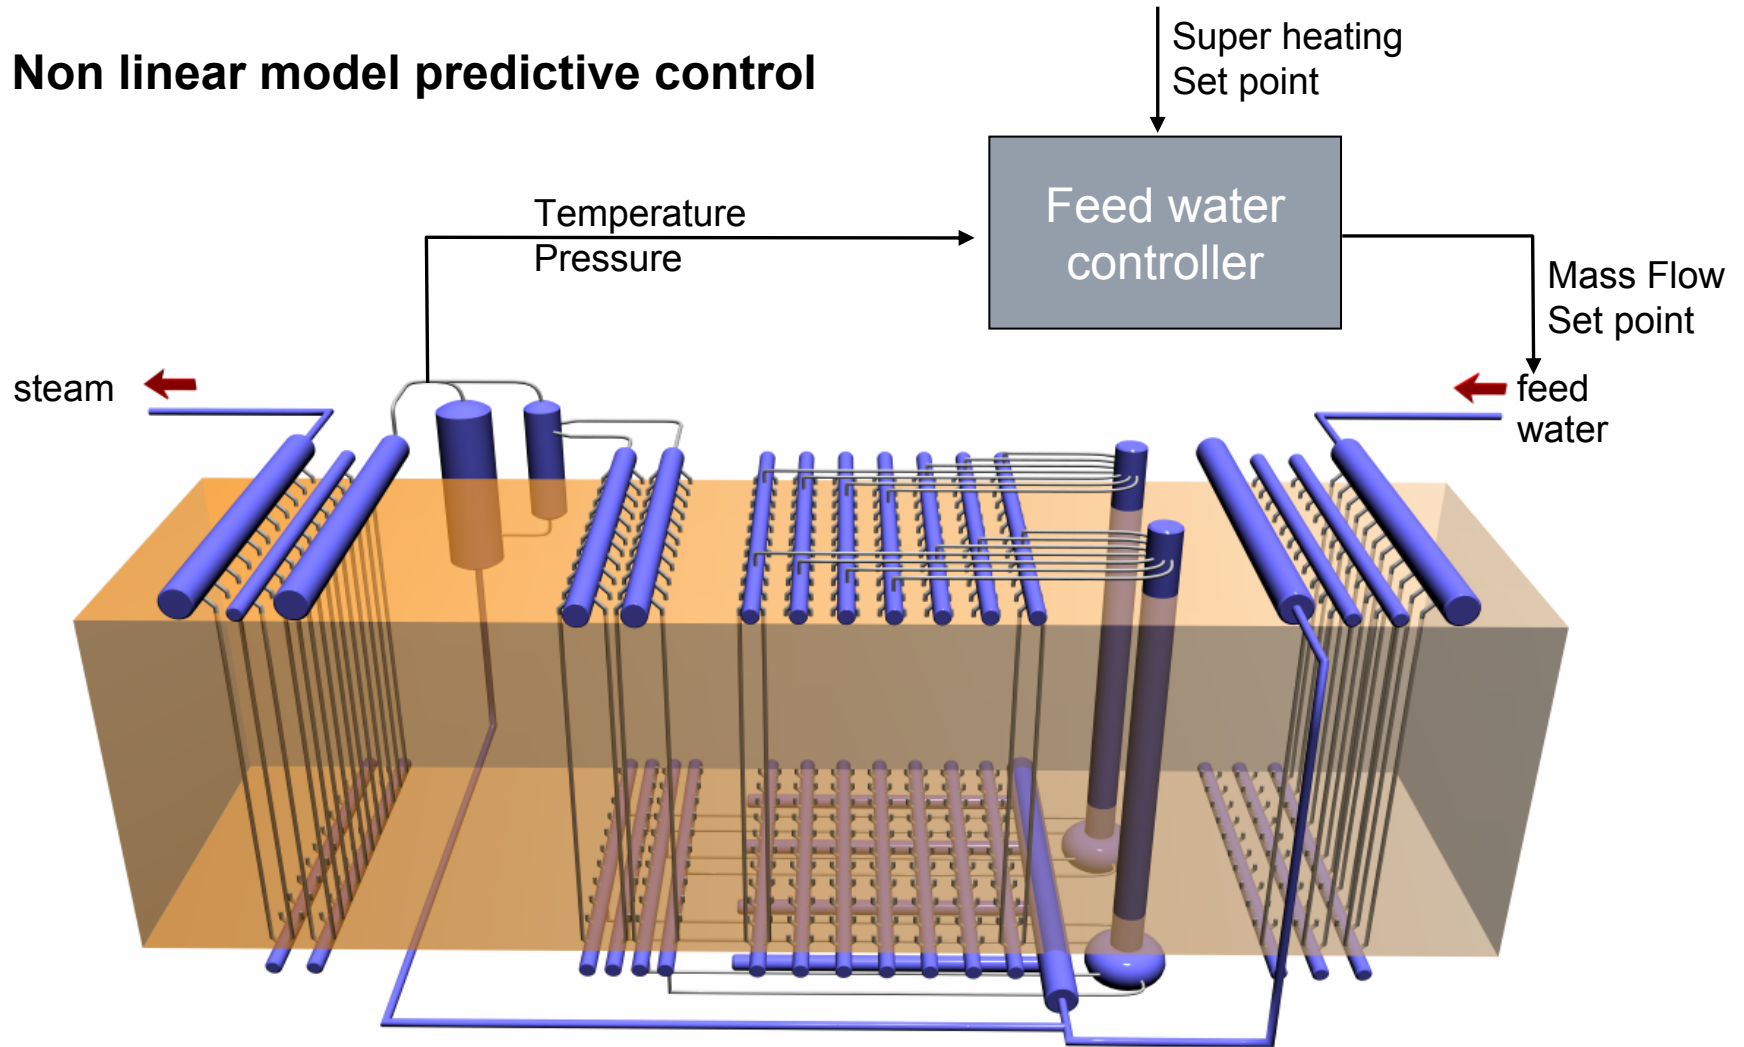 Super heating
Set point
Non linear model predictive control
Temperature
Pressure
Feed water
controller
Mass Flow
Set point
steam
feed
water